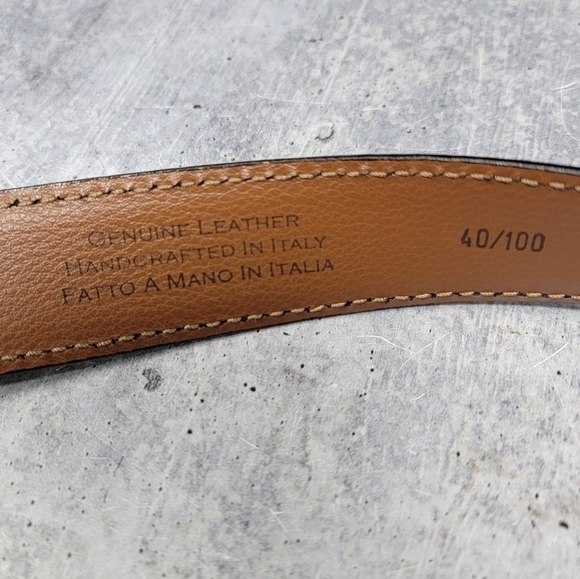 Genuine Leather
Handcrafted In Italy
Fatto A Mano In Italia
40/100